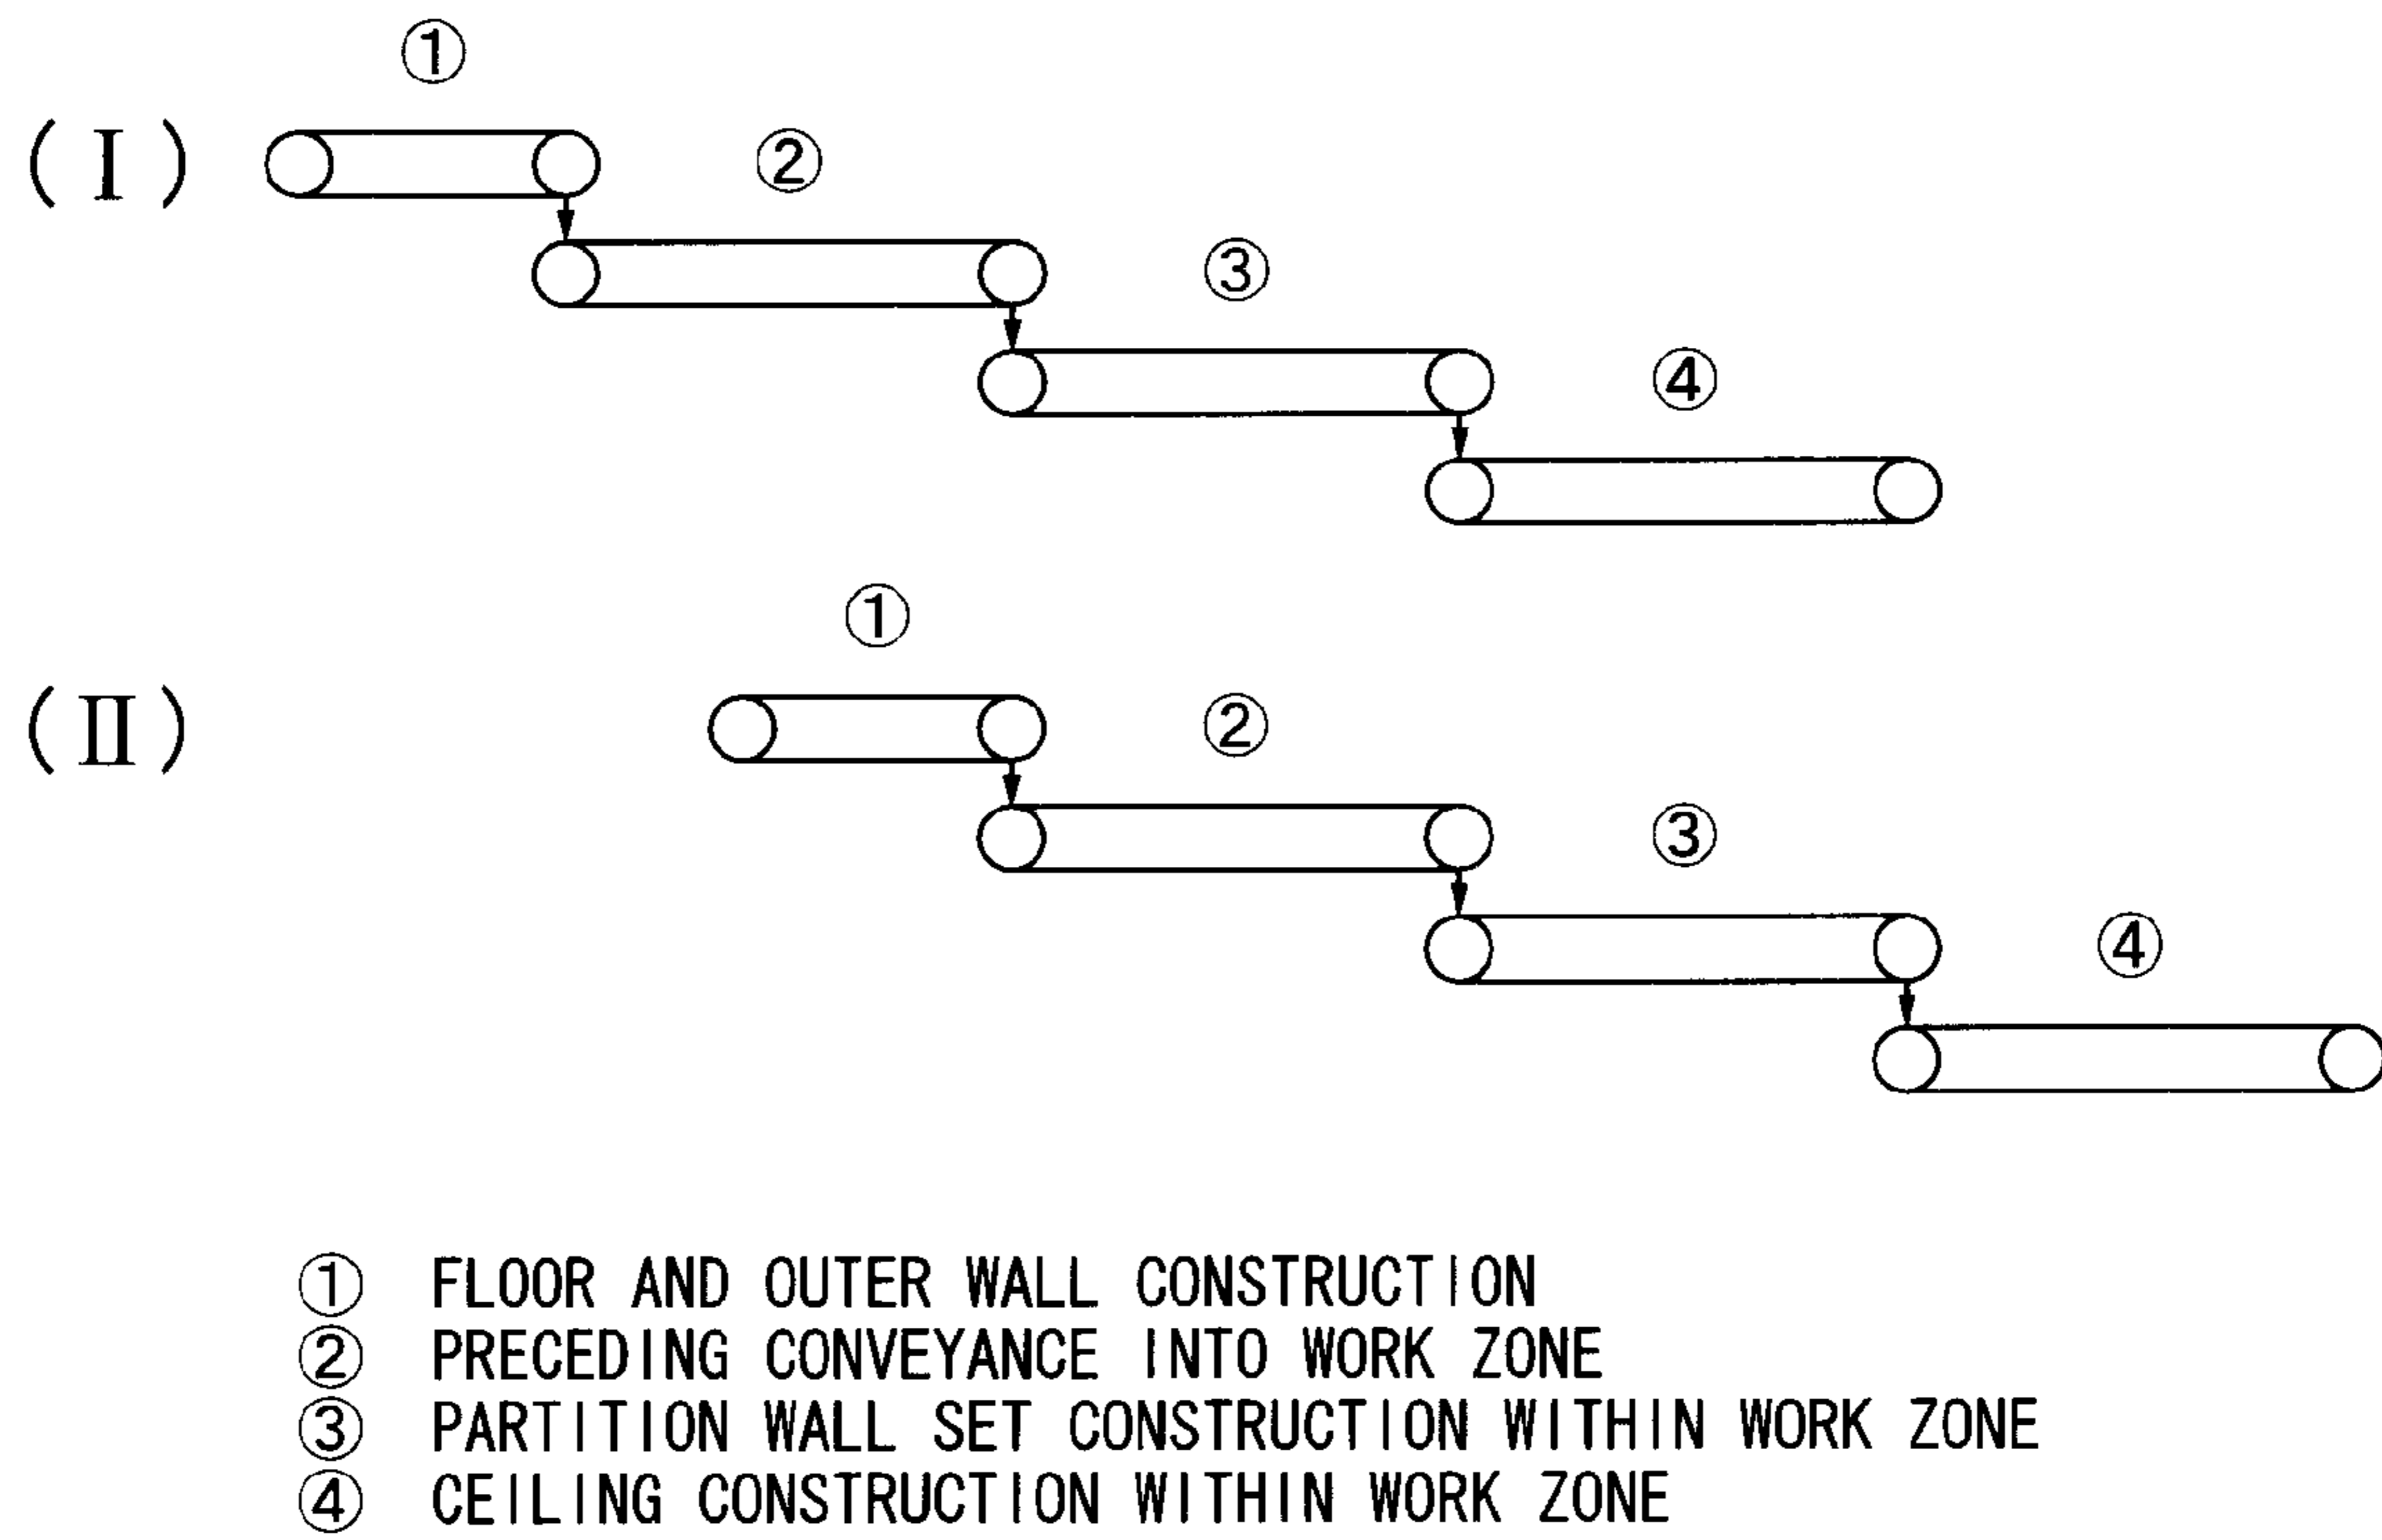 ①
(Ⅰ)
②
③
④
①
(Ⅱ)
②
③
④
① FLOOR AND OUTER WALL CONSTRUCTION
② PRECEDING CONVEYANCE INTO WORK ZONE
③ PARTITION WALL SET CONSTRUCTION WITHIN WORK ZONE
④ CEILING CONSTRUCTION WITHIN WORK ZONE